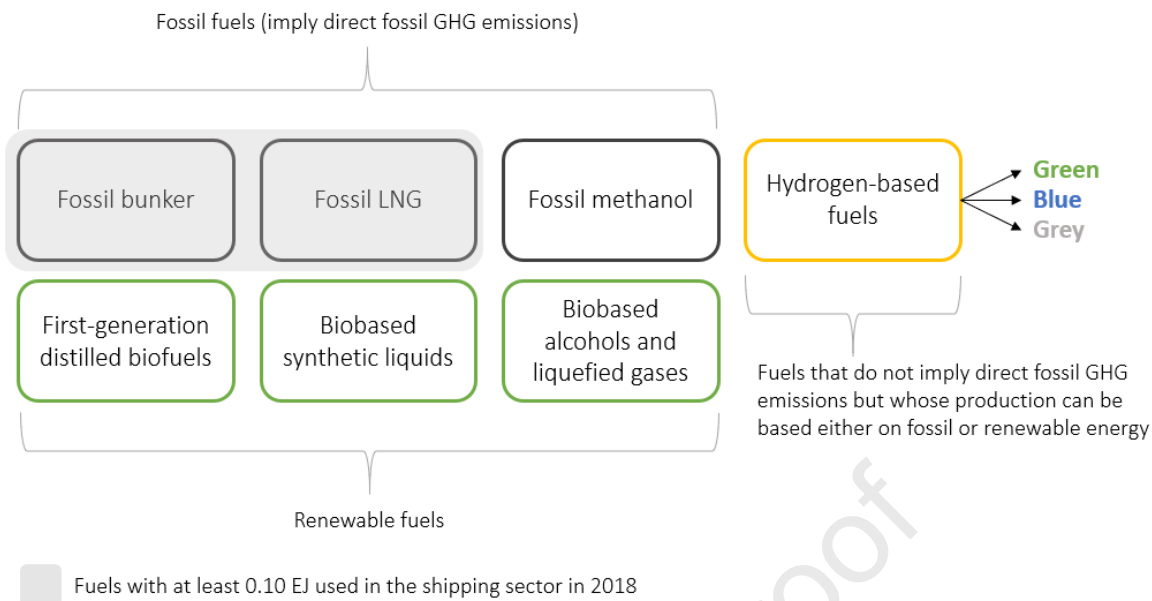 Fossil fuels (imply direct fossil GHG emissions)
Fossil bunker
Fossil LNG
Fossil methanol
Hydrogen-based
fuels
Green
Blue
Grey
First-generation
distilled biofuels
Biobased
synthetic liquids
Biobased
alcohols and
liquefied gases
Fuels that do not imply direct fossil GHG
emissions but whose production can be
based either on fossil or renewable energy
Renewable fuels
Fuels with at least 0.10 EJ used in the shipping sector in 2018